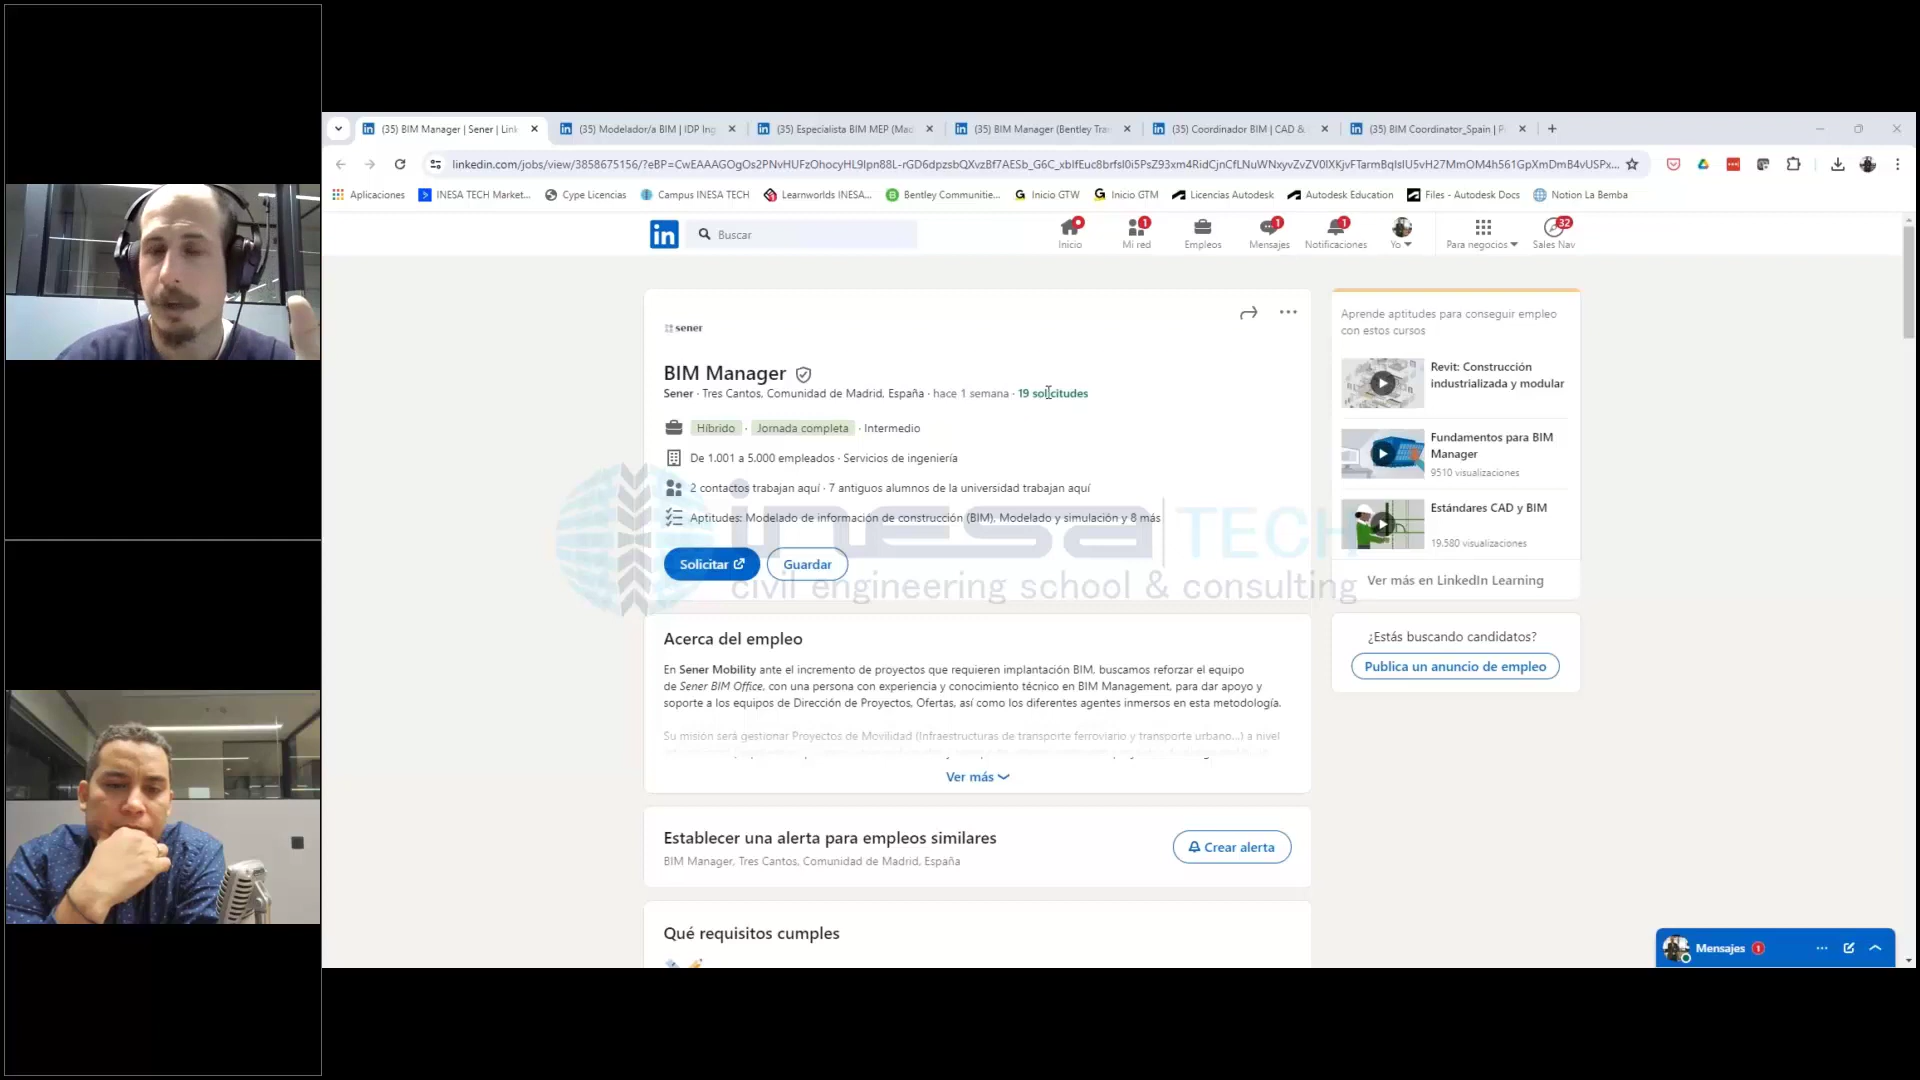 (35) BIM Manager | Sener | Link
(35) Modelador/a BIM | IDP Ing
(35) Especialista BIM MEP (Mad
(35) BIM Manager (Bentley Tra
(35) Coordinador BIM | CAD &
(35) BIM Coordinator_Spain | P
Aplicaciones
INESA TECH Market...
Cype Licencias
Campus INESA TECH
Learnworlds INESA...
Bentley Communitie...
Inicio GTW
Inicio GTM
Licencias Autodesk
Autodesk Education
Files - Autodesk Docs
Notion La Bemba
in
Buscar
Inicio
1
Mi red
Empleos
1
Mensajes
1
Notificaciones
Yo
Para negocios
32
Sales Nav
sener
BIM Manager
Sener · Tres Cantos, Comunidad de Madrid, España · hace 1 semana · 19 solicitudes
Híbrido · Jornada completa · Intermedio
De 1.001 a 5.000 empleados · Servicios de ingeniería
2 contactos trabajan aquí · 7 antiguos alumnos de la universidad trabajan aquí
Aptitudes: Modelado de información de construcción (BIM), Modelado y simulación y 8 más
Solicitar
Guardar
inesa TECH
civil engineering school & consulting
Acerca del empleo
En Sener Mobility ante el incremento de proyectos que requieren implantación BIM, buscamos reforzar el equipo
de Sener BIM Office, con una persona con experiencia y conocimiento técnico en BIM Management, para dar apoyo y
soporte a los equipos de Dirección de Proyectos, Ofertas, así como los diferentes agentes inmersos en esta metodología.
Su misión será gestionar Proyectos de Movilidad (Infraestructuras de transporte ferroviario y transporte urbano...) a nivel
Ver más
Establecer una alerta para empleos similares
BIM Manager, Tres Cantos, Comunidad de Madrid, España
Crear alerta
Qué requisitos cumples
Aprende aptitudes para conseguir empleo
con estos cursos
Revit: Construcción
industrializada y modular
Fundamentos para BIM
Manager
9510 visualizaciones
Estándares CAD y BIM
19.580 visualizaciones
Ver más en LinkedIn Learning
¿Estás buscando candidatos?
Publica un anuncio de empleo
Mensajes 1